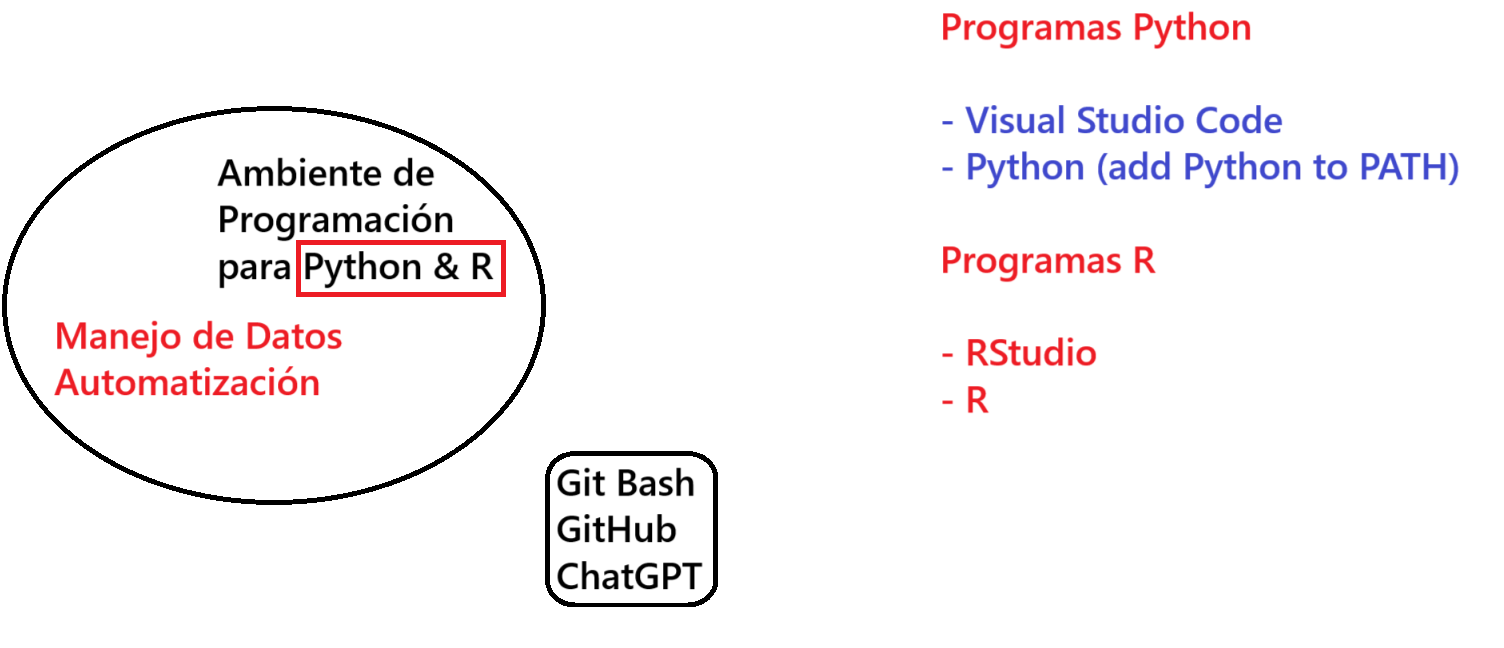 Ambiente de
Programación
para Python & R
Manejo de Datos
Automatización
Git Bash
GitHub
ChatGPT
Programas Python
- Visual Studio Code
- Python (add Python to PATH)
Programas R
- RStudio
- R